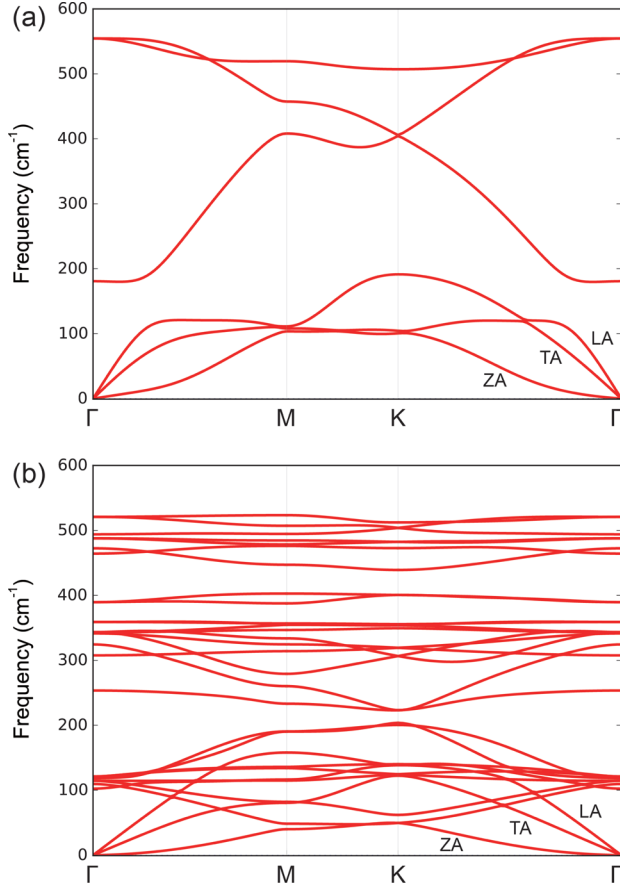 (a)
600
500
400
300
200
100
0
Frequency (cm-1)
LA
TA
ZA
Γ M K Γ
(b)
600
500
400
300
200
100
0
Frequency (cm-1)
LA
TA
ZA
Γ M K Γ